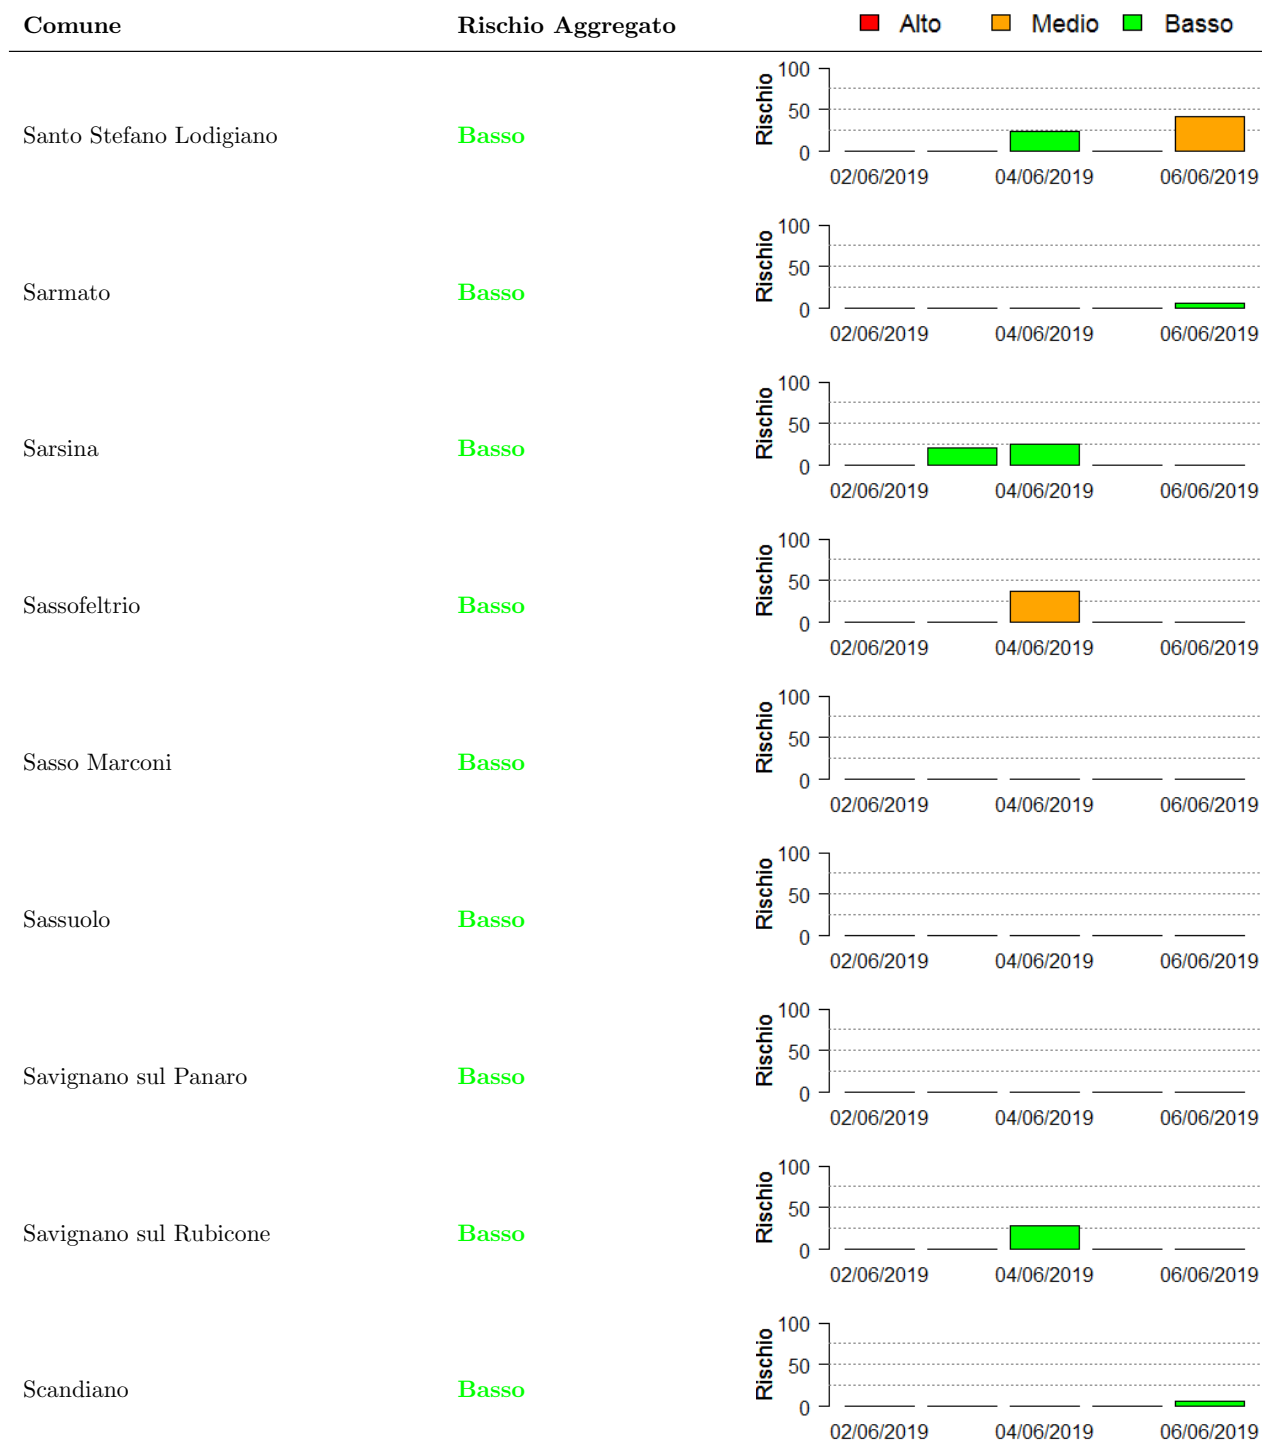 Comune Rischio Aggregato Alto Medio Basso
Santo Stefano Lodigiano Basso Rischio 100 50 0
02/06/2019 04/06/2019 06/06/2019
Sarmato Basso Rischio 100 50 0
02/06/2019 04/06/2019 06/06/2019
Sarsina Basso Rischio 100 50 0
02/06/2019 04/06/2019 06/06/2019
Sassofeltrio Basso Rischio 100 50 0
02/06/2019 04/06/2019 06/06/2019
Sasso Marconi Basso Rischio 100 50 0
02/06/2019 04/06/2019 06/06/2019
Sassuolo Basso Rischio 100 50 0
02/06/2019 04/06/2019 06/06/2019
Savignano sul Panaro Basso Rischio 100 50 0
02/06/2019 04/06/2019 06/06/2019
Savignano sul Rubicone Basso Rischio 100 50 0
02/06/2019 04/06/2019 06/06/2019
Scandiano Basso Rischio 100 50 0
02/06/2019 04/06/2019 06/06/2019